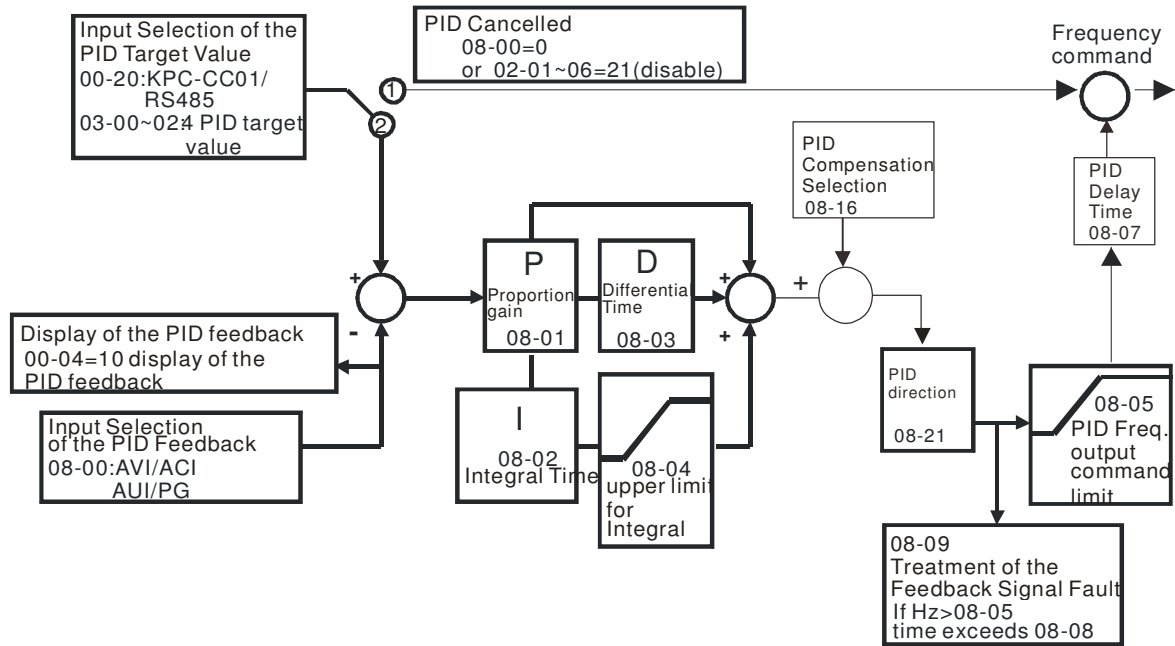 Input Selection of the
PID Target Value
00-20:KPC-CC01/
RS485
03-00~02:4 PID target
value
PID Cancelled
08-00=0
or 02-01~06=21(disable)
1
2
Frequency
command
PID
Compensation
Selection
08-16
PID
Delay
Time
08-07
+
-
P
Proportion
gain
08-01
D
Differential
Time
08-03
+
+
+
Display of the PID feedback
00-04=10 display of the
PID feedback
Input Selection
of the PID Feedback
08-00:AVI/ACI
AUI/PG
I
08-02
Integral Time
08-04
upper limit
for
Integral
PID
direction
08-21
08-05
PID Freq.
output
command
limit
08-09
Treatment of the
Feedback Signal Fault
If Hz>08-05
time exceeds 08-08